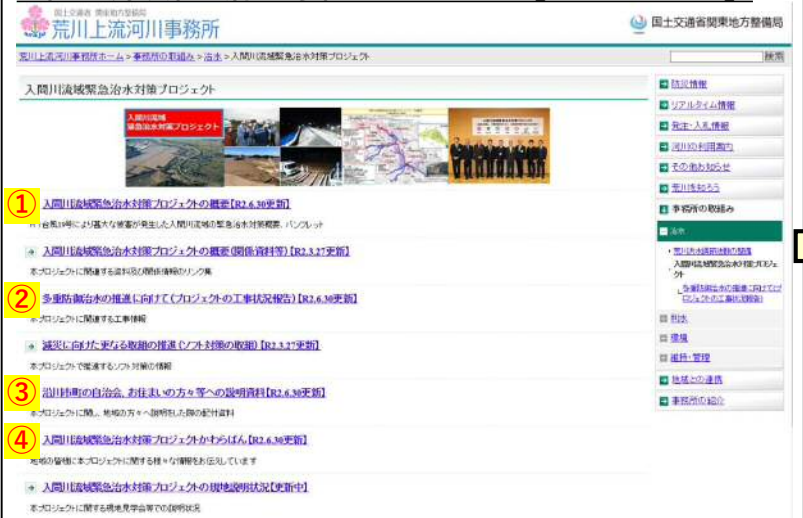 国土交通省 関東地方整備局
荒川上流河川事務所
国土交通省関東地方整備局
荒川上流河川事務所ホーム > 事務所の取組み > 治水 > 入間川流域緊急治水対策プロジェクト
検索
入間川流域緊急治水対策プロジェクト
入間川流域
緊急治水対策プロジェクト
① 入間川流域緊急治水対策プロジェクトの概要【R2.6.30更新】
台風19号により甚大な被害が発生した入間川流域の緊急治水対策概要、パンフレット
入間川流域緊急治水対策プロジェクトの概要(関係資料等)【R2.3.27更新】
本プロジェクトに関連する資料及び関係情報のリンク集
② 多重防御治水の推進に向けて(プロジェクトの工事状況報告)【R2.6.30更新】
本プロジェクトに関連する工事情報
減災に向けた更なる取組の推進(ソフト対策の取組)【R2.3.27更新】
本プロジェクトで推進するソフト対策の情報
③ 沿川市町の自治会、お住まいの方々等への説明資料【R2.6.30更新】
本プロジェクトに関し、地域の方々へ説明をした際の配付資料
④ 入間川流域緊急治水対策プロジェクトかわらばん【R2.6.30更新】
地域の皆様に本プロジェクトに関する様々な情報をお伝えしています
入間川流域緊急治水対策プロジェクトの現地説明状況【更新中】
本プロジェクトに関する現地見学会等での説明状況
防災情報
リアルタイム情報
発注・入札情報
河川の利用案内
その他お知らせ
荒川を知ろう
事務所の取組み
治水
入間川流域緊急治水対策プロジェ
クト
多重防御治水の推進に向けて(プ
ロジェクトの工事状況報告)
利水
環境
維持・管理
地域との連携
事務所の紹介